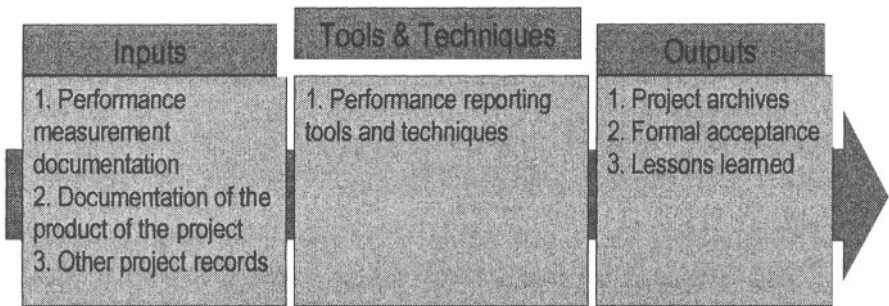 Inputs
1. Performance
measurement
documentation
2. Documentation of the
product of the project
3. Other project records
Tools & Techniques
1. Performance reporting
tools and techniques
Outputs
1. Project archives
2. Formal acceptance
3. Lessons learned